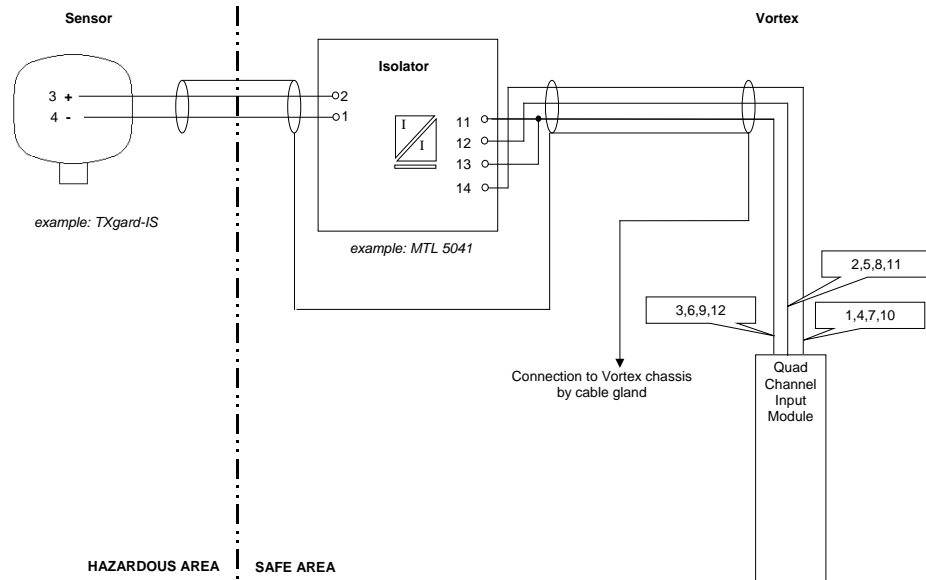 Sensor
Vortex
Isolator
3 +
4 -
2
1
I
I
11
12
13
14
example: TXgard-IS
example: MTL 5041
2,5,8,11
3,6,9,12
1,4,7,10
Connection to Vortex chassis
by cable gland
Quad
Channel
Input
Module
HAZARDOUS AREA
SAFE AREA